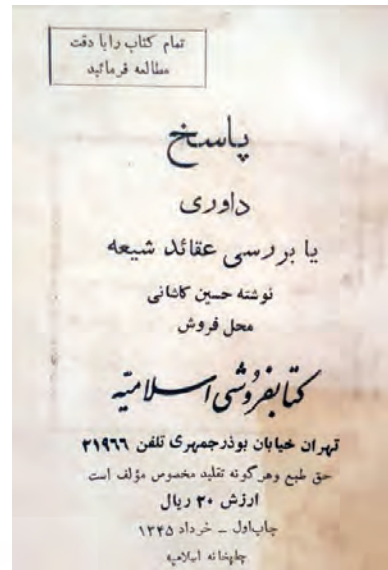 تمام کتاب را با دقت
مطالعه فرمائید
پاسخ
داوری
یا بررسی عقائد شیعه
نوشته حسین کاشانی
محل فروش
کتابفروشی اسلامیه
تهران خیابان بوذرجمهری تلفن ۲۱۹۶۶
حق طبع وهرگونه تقلید مخصوص مؤلف است
ارزش ۲۰ ریال
چاپ‌اول ــ خرداد ۱۳۴۵
چاپخانه اسلامیه